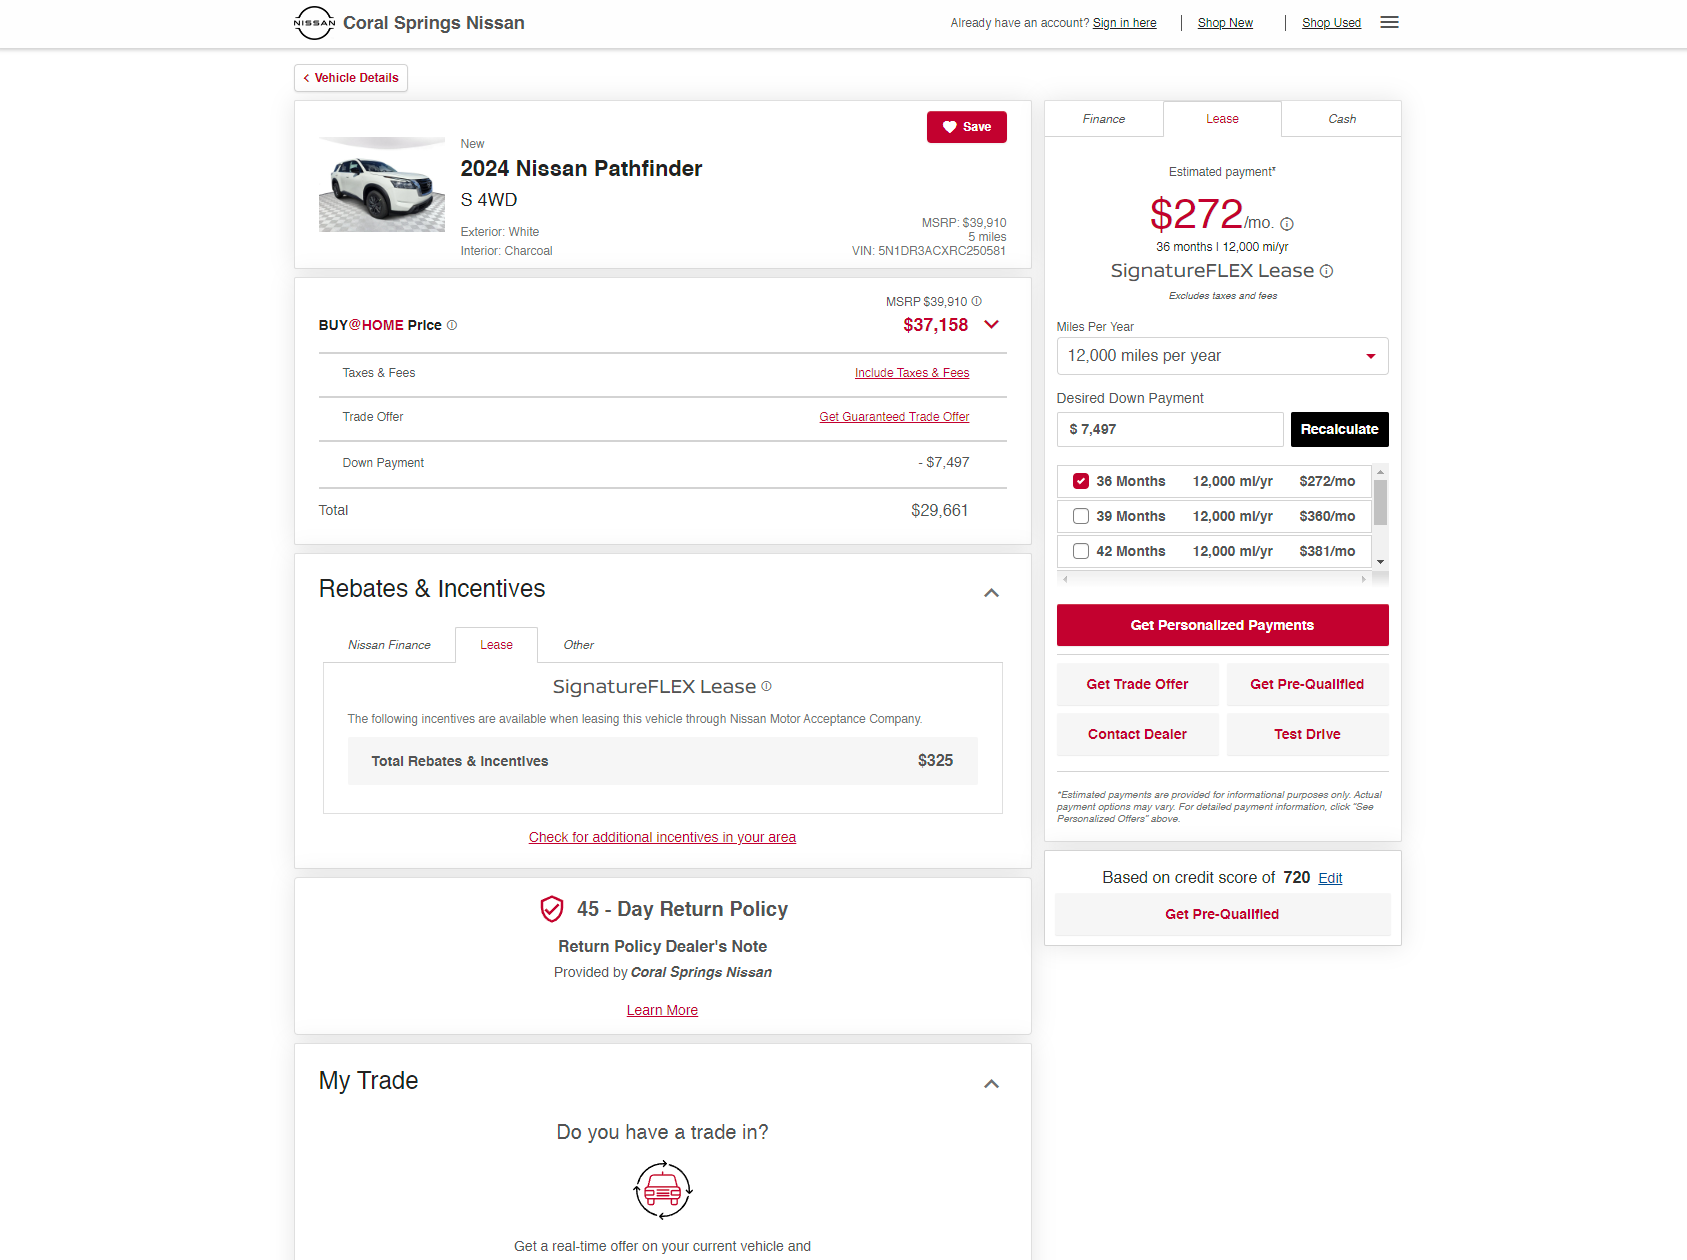 NISSAN
Coral Springs Nissan
Already have an account? Sign in here
Shop New
Shop Used
Vehicle Details
Save
New
2024 Nissan Pathfinder
S 4WD
Exterior: White
Interior: Charcoal
MSRP: $39,910
5 miles
VIN: 5N1DR3ACXRC250581
MSRP $39,910
BUY@HOME Price
$37,158
Taxes & Fees
Include Taxes & Fees
Trade Offer
Get Guaranteed Trade Offer
Down Payment
- $7,497
Total
$29,661
Rebates & Incentives
Nissan Finance
Lease
Other
SignatureFLEX Lease
The following incentives are available when leasing this vehicle through Nissan Motor Acceptance Company.
Total Rebates & Incentives
$325
Check for additional incentives in your area
45 - Day Return Policy
Return Policy Dealer's Note
Provided by Coral Springs Nissan
Learn More
My Trade
Do you have a trade in?
Get a real-time offer on your current vehicle and
Finance
Lease
Cash
Estimated payment*
$272/mo.
36 months | 12,000 mi/yr
SignatureFLEX Lease
Excludes taxes and fees
Miles Per Year
12,000 miles per year
Desired Down Payment
$ 7,497
Recalculate
36 Months 12,000 mi/yr $272/mo
39 Months 12,000 mi/yr $360/mo
42 Months 12,000 mi/yr $381/mo
Get Personalized Payments
Get Trade Offer
Get Pre-Qualified
Contact Dealer
Test Drive
*Estimated payments are provided for informational purposes only. Actual
payment options may vary. For detailed payment information, click "See
Personalized Offers" above.
Based on credit score of 720 Edit
Get Pre-Qualified